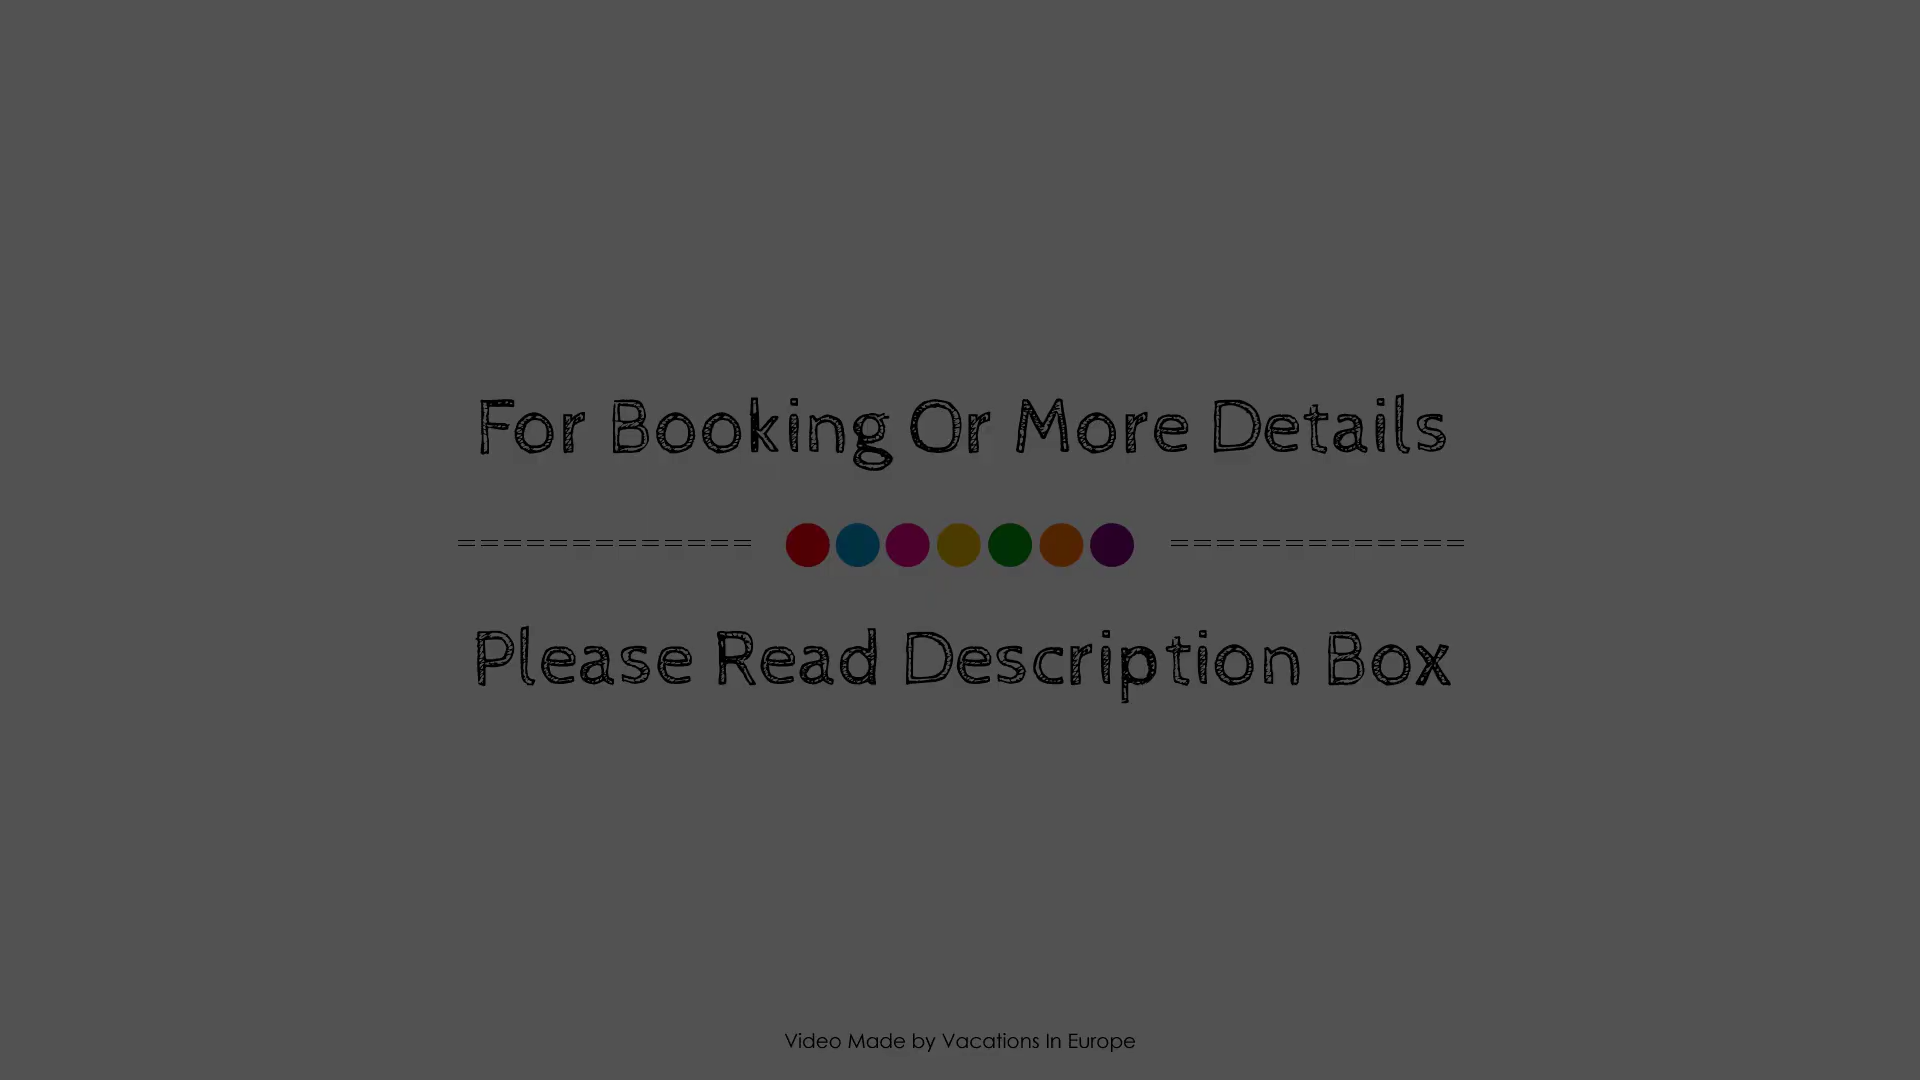 For Booking Or More Details
============= =============
Please Read Description Box
Video Made by Vacations In Europe